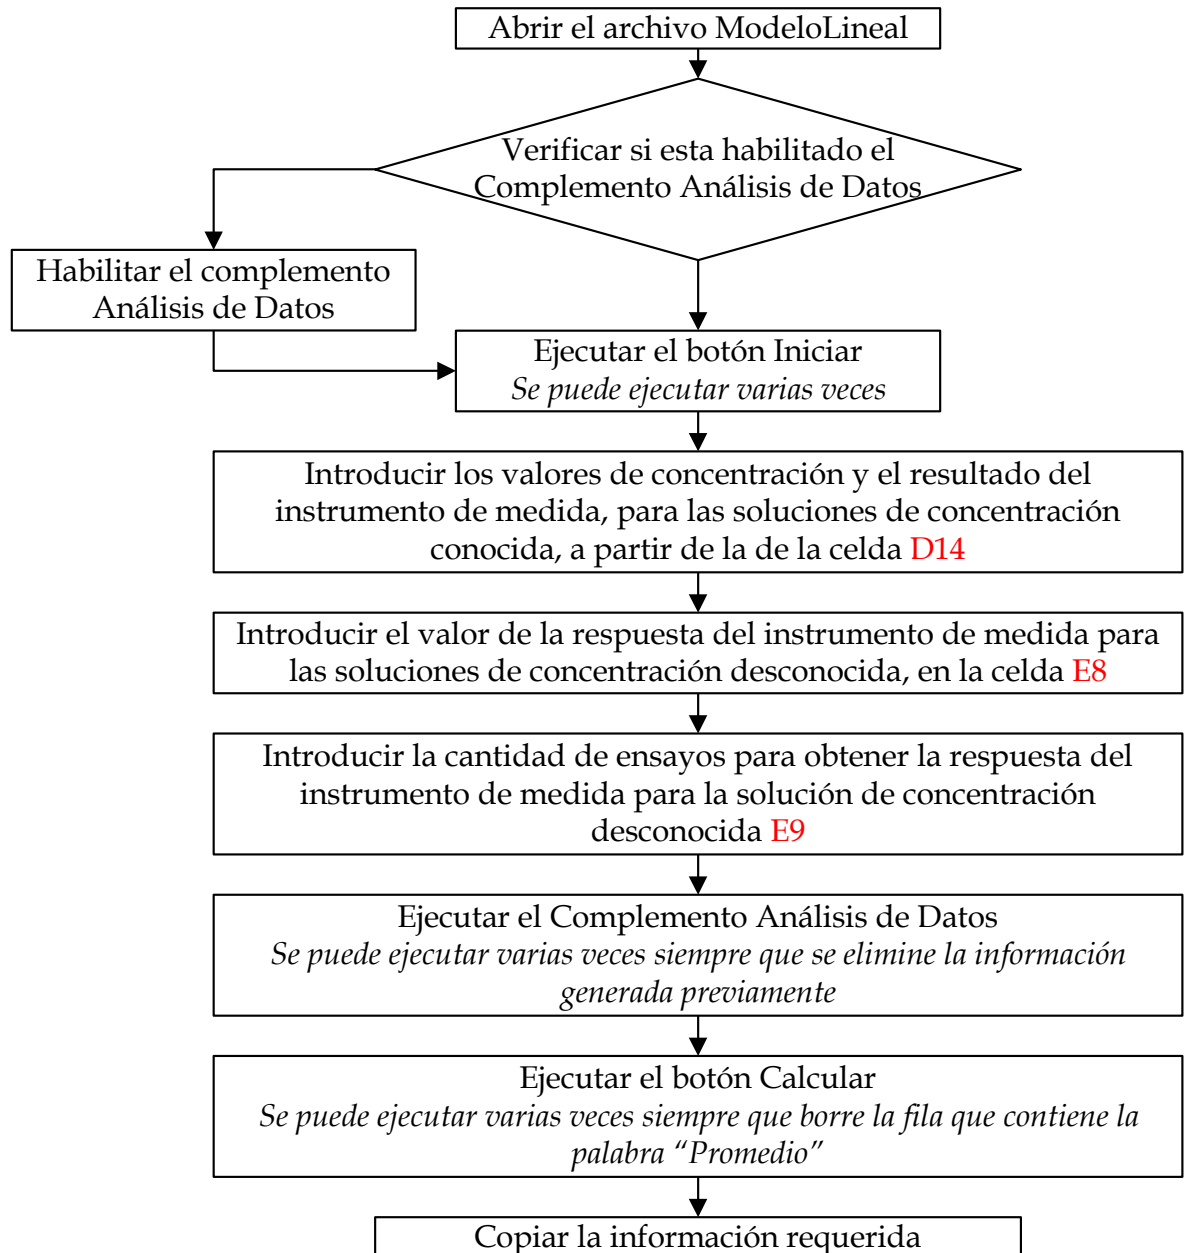 Abrir el archivo ModeloLineal
Verificar si esta habilitado el
Complemento Análisis de Datos
Habilitar el complemento
Análisis de Datos
Ejecutar el botón Iniciar
Se puede ejecutar varias veces
Introducir los valores de concentración y el resultado del
instrumento de medida, para las soluciones de concentración
conocida, a partir de la de la celda D14
Introducir el valor de la respuesta del instrumento de medida para
las soluciones de concentración desconocida, en la celda E8
Introducir la cantidad de ensayos para obtener la respuesta del
instrumento de medida para la solución de concentración
desconocida E9
Ejecutar el Complemento Análisis de Datos
Se puede ejecutar varias veces siempre que se elimine la información
generada previamente
Ejecutar el botón Calcular
Se puede ejecutar varias veces siempre que borre la fila que contiene la
palabra “Promedio”
Copiar la información requerida